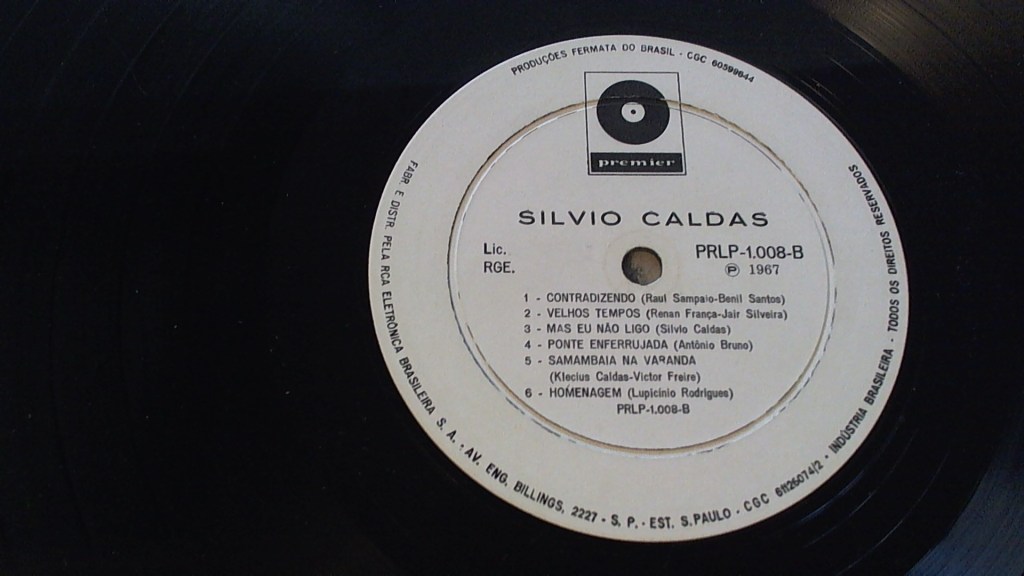 PRODUÇÕES FERMATA DO BRASIL - CGC 60599644
premier
SILVIO CALDAS
Lic. PRLP-1.008-B
RGE. Ⓟ 1967
1 - CONTRADIZENDO (Raul Sampaio-Benil Santos)
2 - VELHOS TEMPOS (Renan França-Jair Silveira)
3 - MAS EU NÃO LIGO (Silvio Caldas)
4 - PONTE ENFERRUJADA (Antônio Bruno)
5 - SAMAMBAIA NA VARANDA
(Klecius Caldas-Victor Freire)
6 - HOMENAGEM (Lupicinio Rodrigues)
PRLP-1.008-B
FABR. E DISTR. PELA RCA ELETRÔNICA BRASILEIRA S. A. - AV. ENG. BILLINGS, 2227 - S. P. - EST. S. PAULO - CGC 61126074/2 - INDÚSTRIA BRASILEIRA - TODOS OS DIREITOS RESERVADOS